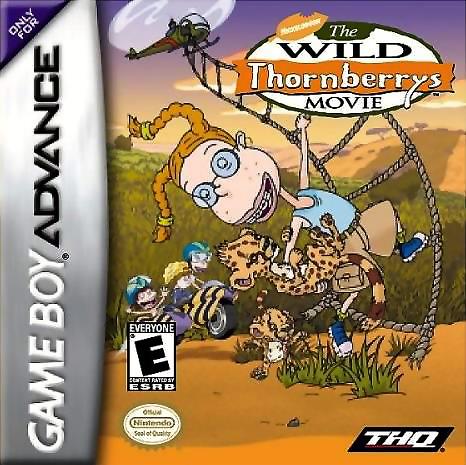 ONLY
FOR
GAME BOY ADVANCE
NICKELODEON
The
WILD
Thornberrys™
MOVIE
EVERYONE
E
CONTENT RATED BY
ESRB
Official
Nintendo
Seal of Quality
THQ